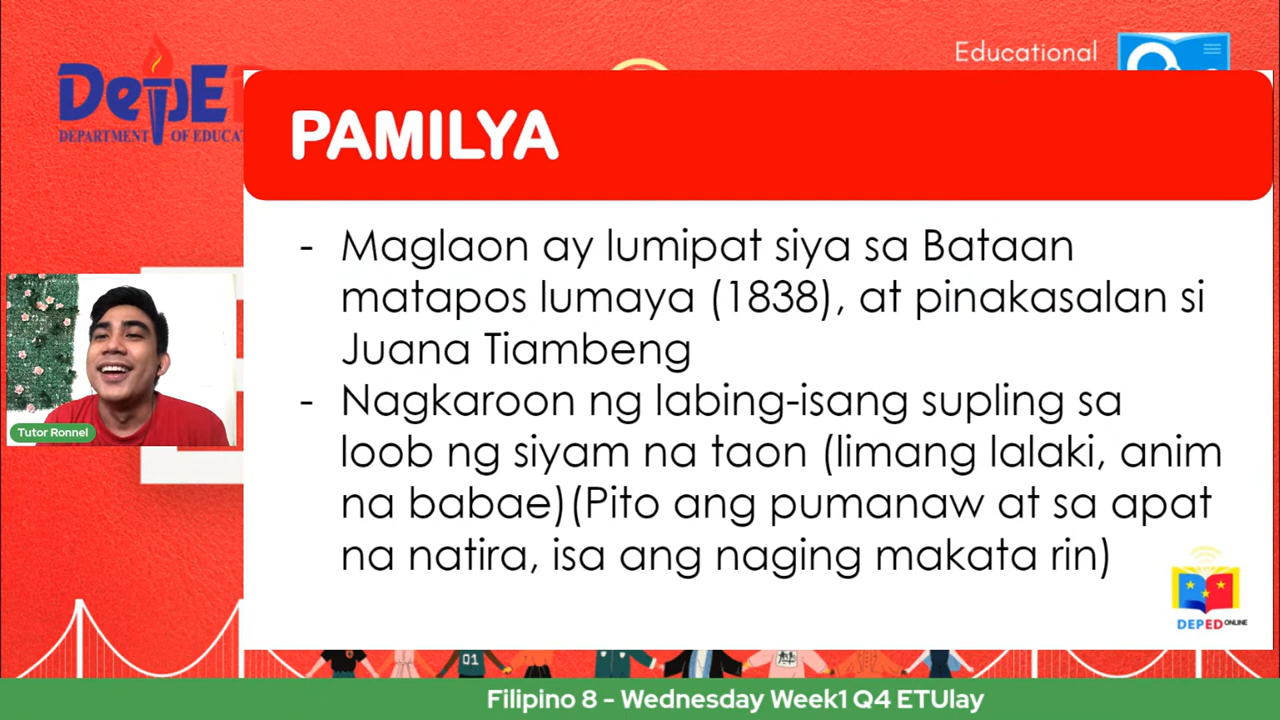 DepE
DEPARTMENT OF EDUCA
Educational
PAMILYA
- Maglaon ay lumipat siya sa Bataan
matapos lumaya (1838), at pinakasalan si
Juana Tiambeng
- Nagkaroon ng labing-isang supling sa
loob ng siyam na taon (limang lalaki, anim
na babae)(Pito ang pumanaw at sa apat
na natira, isa ang naging makata rin)
Tutor Ronnel
DEPED ONLINE
Q1
Filipino 8 - Wednesday Week1 Q4 ETUlay